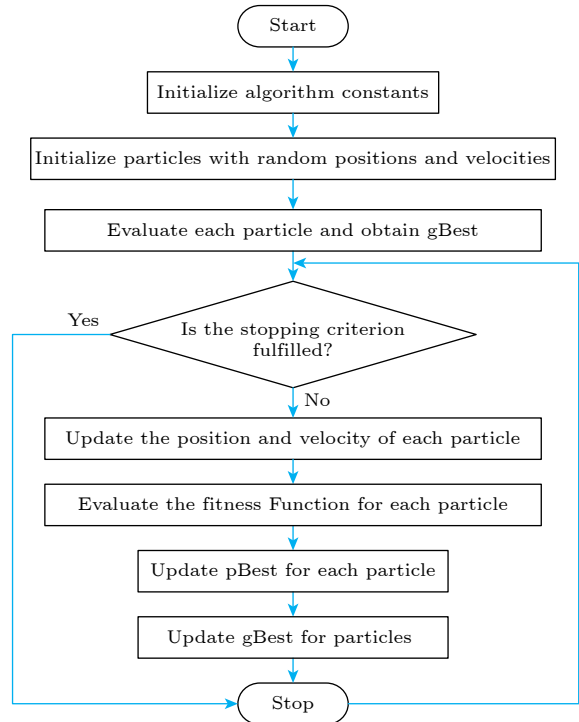 Start
Initialize algorithm constants
Initialize particles with random positions and velocities
Evaluate each particle and obtain gBest
Yes
Is the stopping criterion
fulfilled?
No
Update the position and velocity of each particle
Evaluate the fitness Function for each particle
Update pBest for each particle
Update gBest for particles
Stop